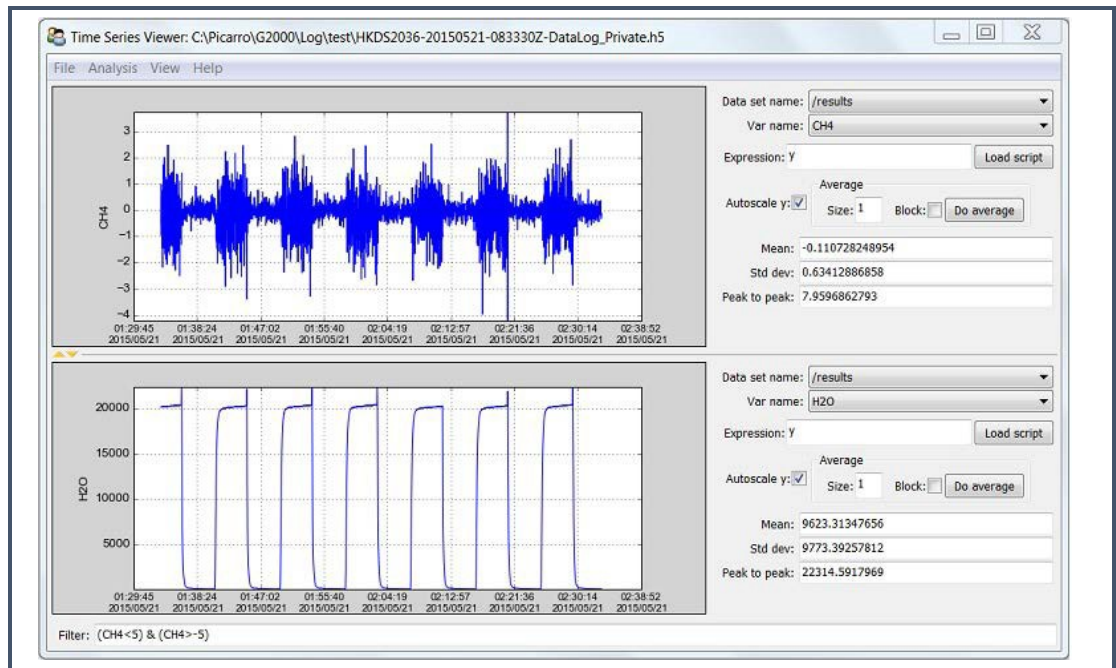 Time Series Viewer: C:\Picarro\G2000\Log\test\HKDS2036-20150521-083330Z-DataLog_Private.h5
File Analysis View Help
3
2
1
0
−1
−2
−3
−4
CH4
01:29:45 01:38:24 01:47:02 01:55:40 02:04:19 02:12:57 02:21:36 02:30:14 02:38:52
2015/05/21 2015/05/21 2015/05/21 2015/05/21 2015/05/21 2015/05/21 2015/05/21 2015/05/21 2015/05/21
Data set name: /results
Var name: CH4
Expression: y Load script
Average
Autoscale y: Size: 1 Block: Do average
Mean: -0.110728248954
Std dev: 0.63412886858
Peak to peak: 7.9596862793
20000
15000
10000
5000
H2O
01:29:45 01:38:24 01:47:02 01:55:40 02:04:19 02:12:57 02:21:36 02:30:14 02:38:52
2015/05/21 2015/05/21 2015/05/21 2015/05/21 2015/05/21 2015/05/21 2015/05/21 2015/05/21 2015/05/21
Data set name: /results
Var name: H2O
Expression: y Load script
Average
Autoscale y: Size: 1 Block: Do average
Mean: 9623.31347656
Std dev: 9773.39257812
Peak to peak: 22314.5917969
Filter: (CH4<5) & (CH4>-5)